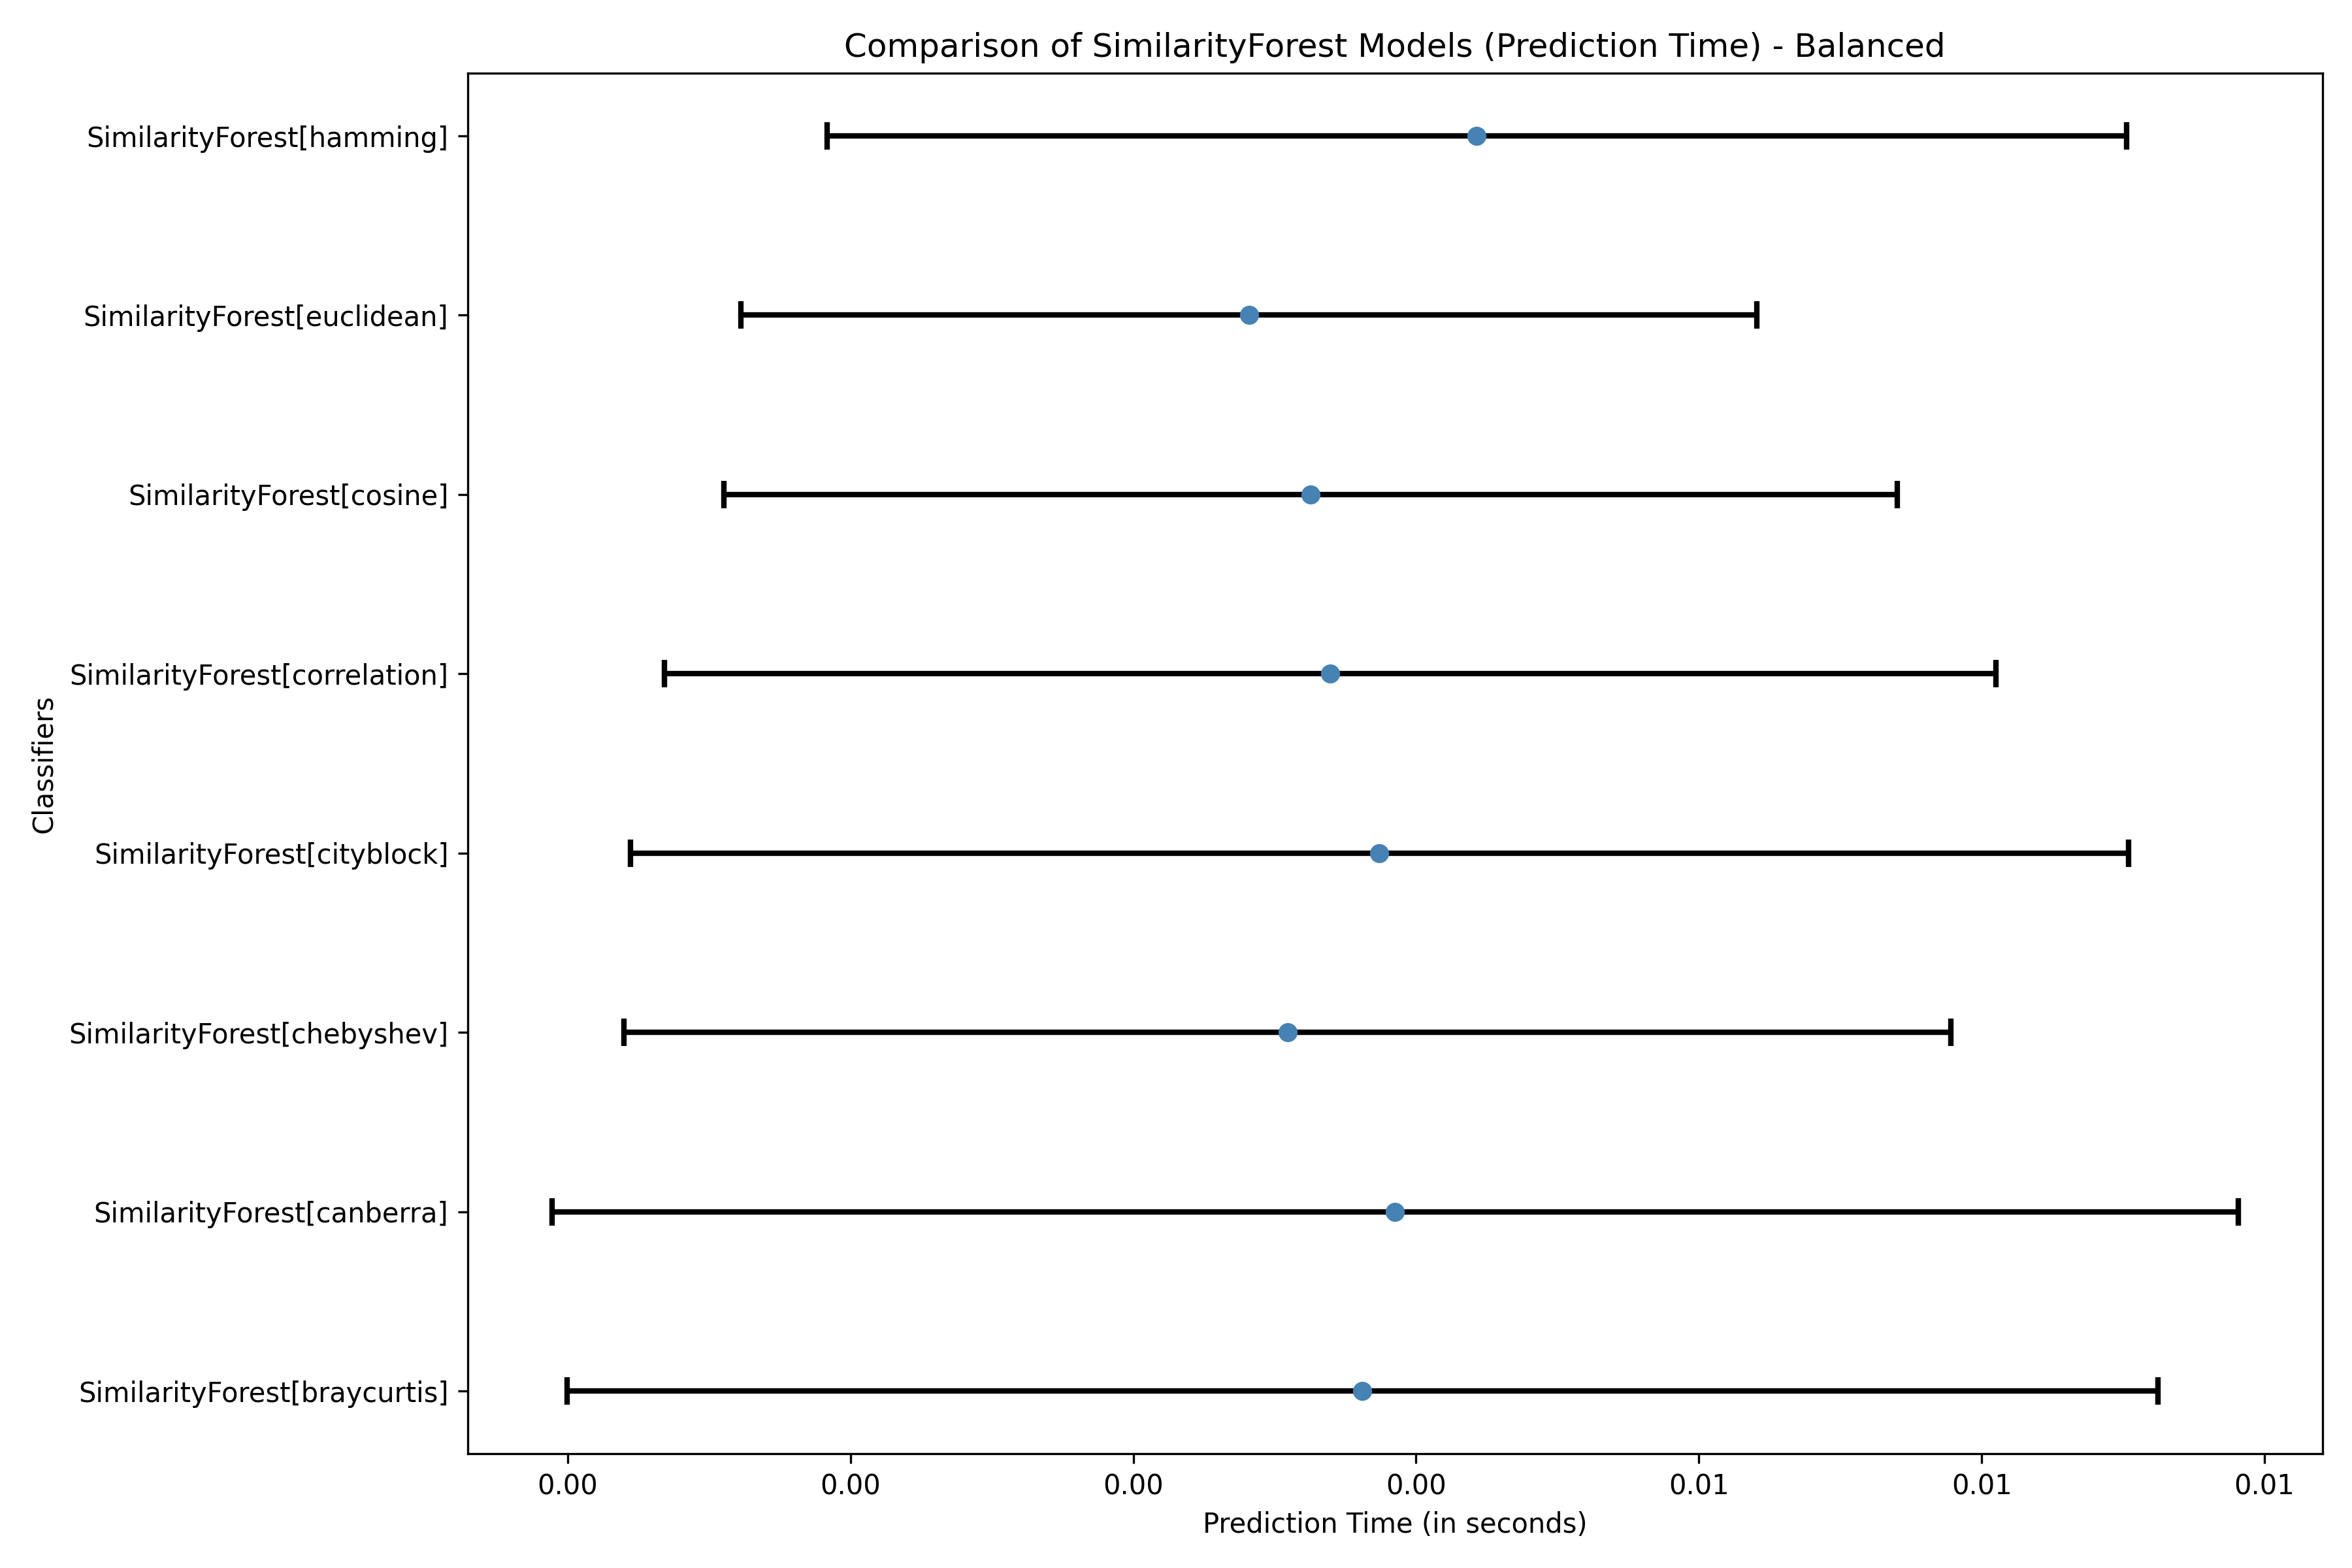 Comparison of SimilarityForest Models (Prediction Time) - Balanced
SimilarityForest[hamming]
SimilarityForest[euclidean]
SimilarityForest[cosine]
SimilarityForest[correlation]
SimilarityForest[cityblock]
SimilarityForest[chebyshev]
SimilarityForest[canberra]
SimilarityForest[braycurtis]
Classifiers
0.00 0.00 0.00 0.00 0.01 0.01 0.01
Prediction Time (in seconds)